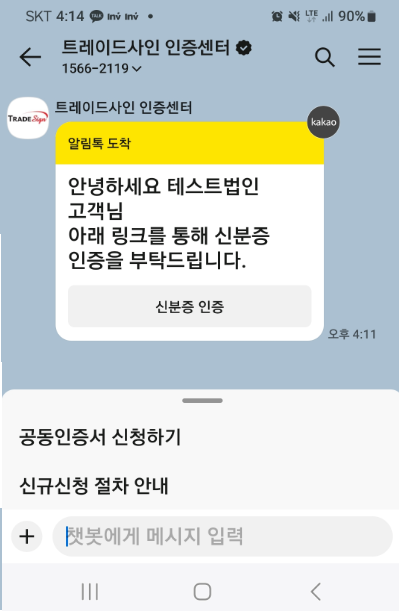 SKT 4:14 TALK Inv Inv •
LTE 90%
트레이드사인 인증센터
1566-2119
TRADESign
트레이드사인 인증센터
kakao
알림톡 도착
안녕하세요 테스트법인
고객님
아래 링크를 통해 신분증
인증을 부탁드립니다.
신분증 인증
오후 4:11
공동인증서 신청하기
신규신청 절차 안내
+ 챗봇에게 메시지 입력